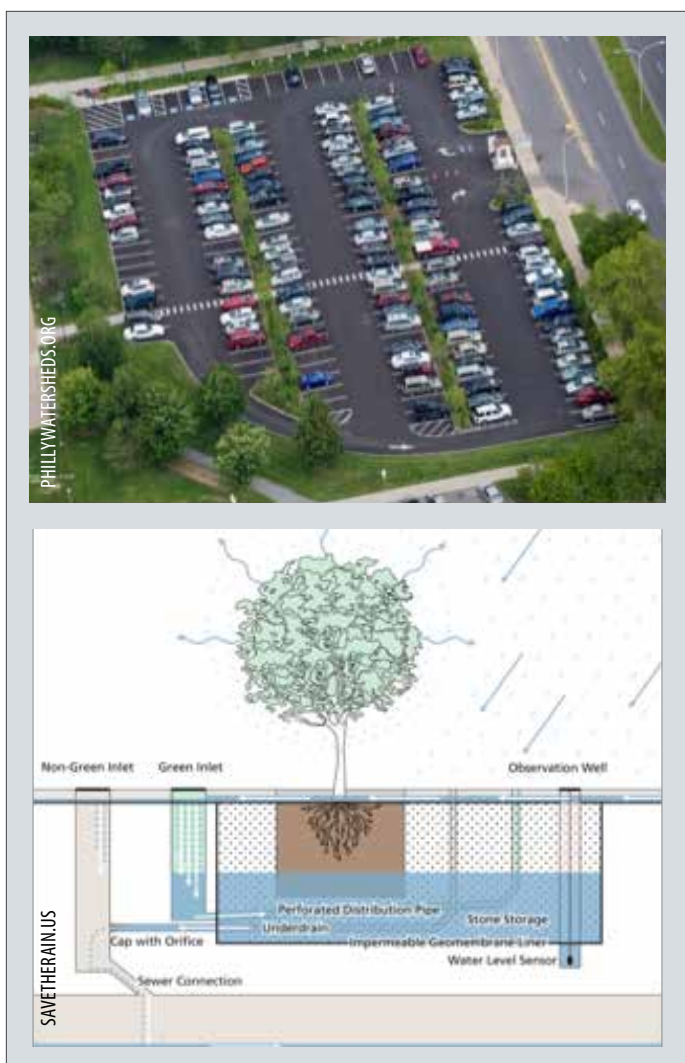 PHILLYWATERSHEDS.ORG
Non-Green Inlet
Green Inlet
Observation Well
Perforated Distribution Pipe
Stone Storage
Underdrain
Cap with Orifice
Impermeable Geomembrane Liner
Water Level Sensor
Sewer Connection
SAVETHERAIN.US